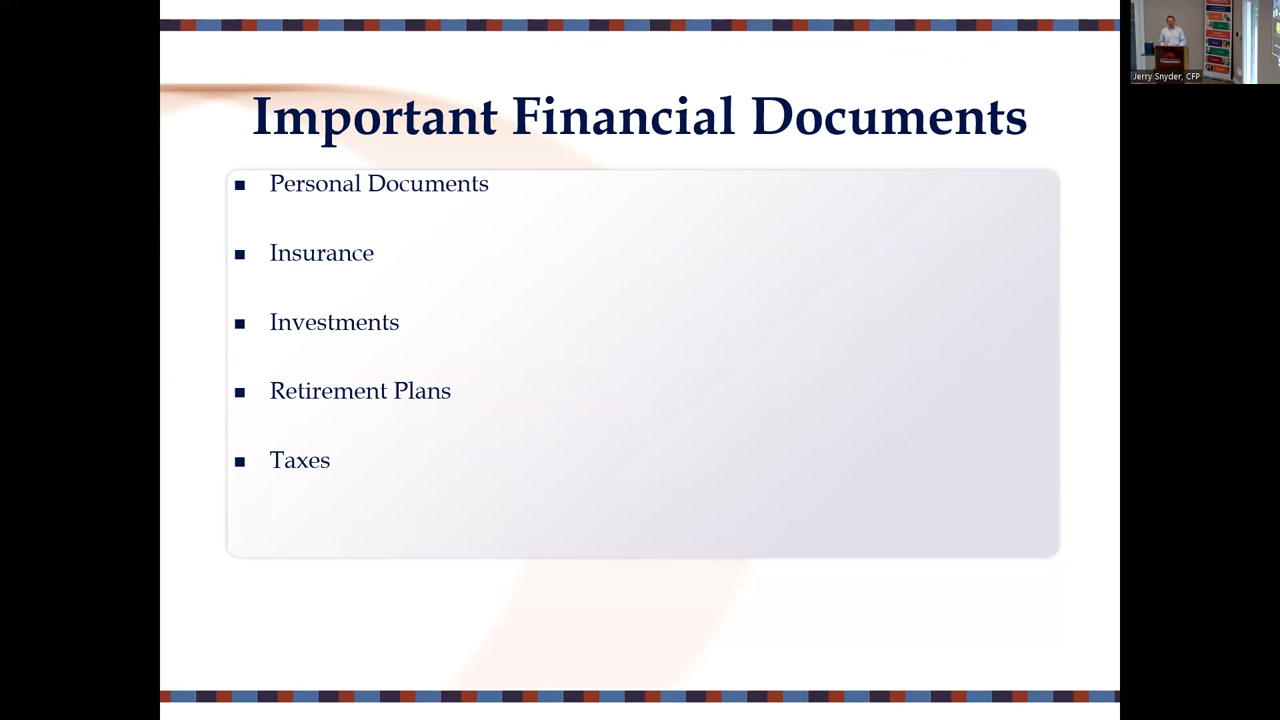 Important Financial Documents
■ Personal Documents
■ Insurance
■ Investments
■ Retirement Plans
■ Taxes
Jerry Snyder, CFP